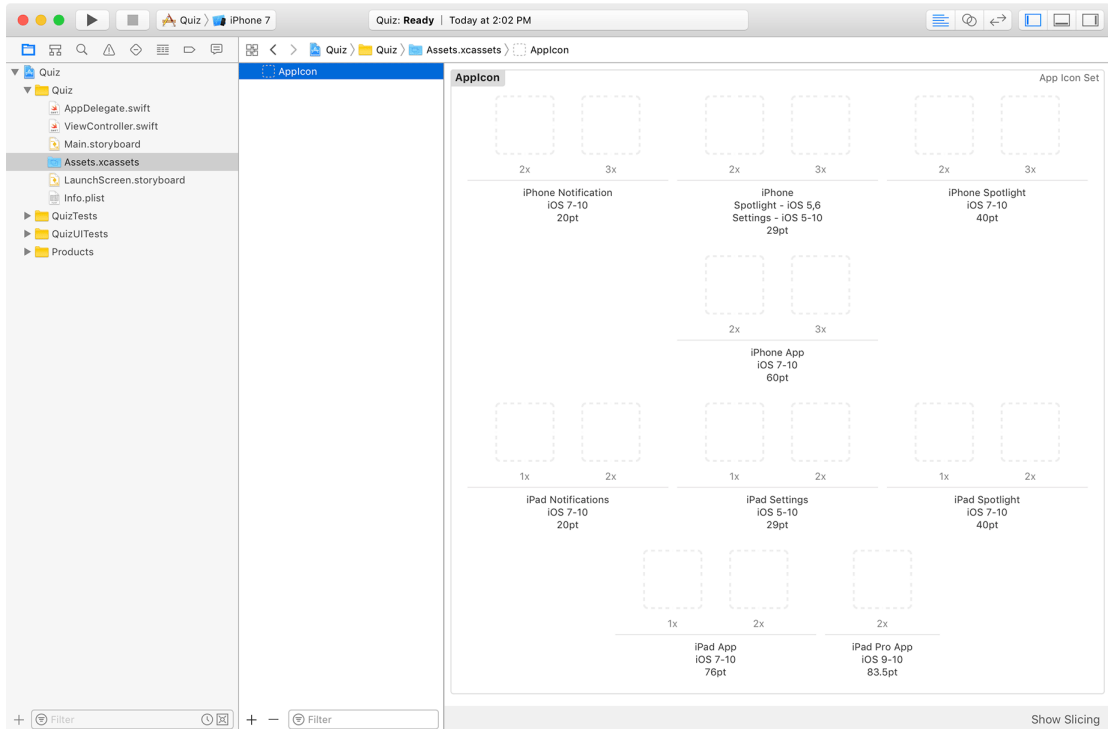 Quiz › iPhone 7
Quiz: Ready | Today at 2:02 PM
Quiz › Quiz › Assets.xcassets › AppIcon
Quiz
Quiz
AppDelegate.swift
ViewController.swift
Main.storyboard
Assets.xcassets
LaunchScreen.storyboard
Info.plist
QuizTests
QuizUITests
Products
Filter
AppIcon
Filter
AppIcon
App Icon Set
2x 3x
iPhone Notification
iOS 7-10
20pt
2x 3x
iPhone
Spotlight - iOS 5,6
Settings - iOS 5-10
29pt
2x 3x
iPhone Spotlight
iOS 7-10
40pt
2x 3x
iPhone App
iOS 7-10
60pt
1x 2x
iPad Notifications
iOS 7-10
20pt
1x 2x
iPad Settings
iOS 5-10
29pt
1x 2x
iPad Spotlight
iOS 7-10
40pt
1x 2x
iPad App
iOS 7-10
76pt
2x
iPad Pro App
iOS 9-10
83.5pt
Show Slicing